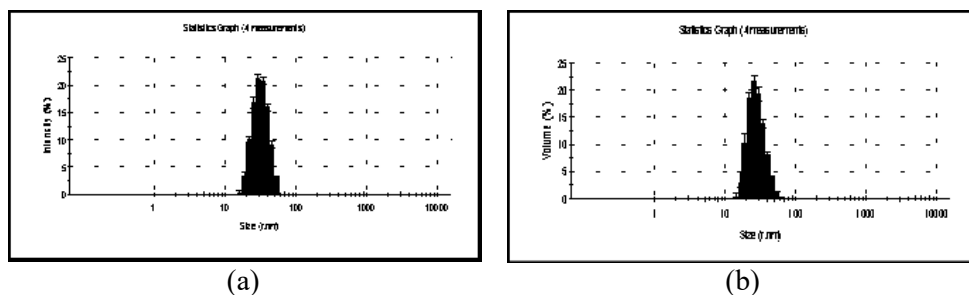 Statistics Graph (4 measurements)
25
20
15
10
5
0
Intensity (%)
1 10 100 1000 10000
Size (r.nm)
(a)
Statistics Graph (4 measurements)
25
20
15
10
5
0
Volume (%)
1 10 100 1000 10000
Size (r.nm)
(b)